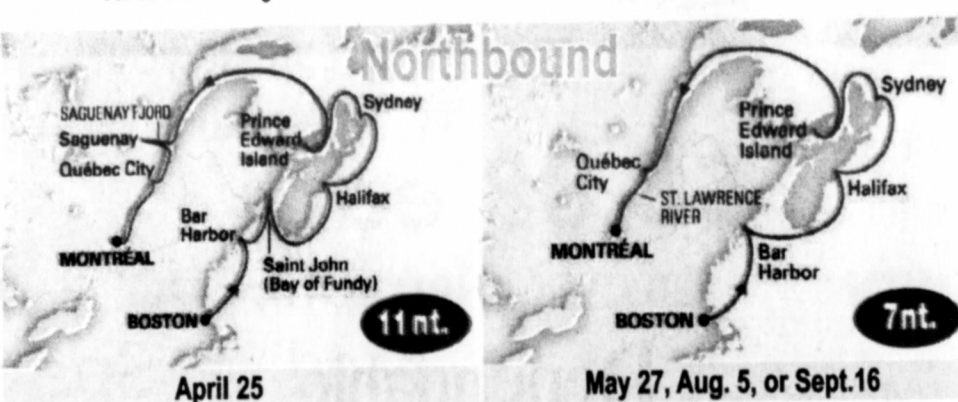 Northbound
SAGUENAY FJORD
Saguenay
Québec City
MONTRÉAL
Prince
Edward
Island
Sydney
Halifax
Bar
Harbor
Saint John
(Bay of Fundy)
BOSTON
11 nt.
April 25
Québec
City
ST. LAWRENCE
RIVER
MONTRÉAL
Prince
Edward
Island
Sydney
Halifax
Bar
Harbor
BOSTON
7nt.
May 27, Aug. 5, or Sept.16